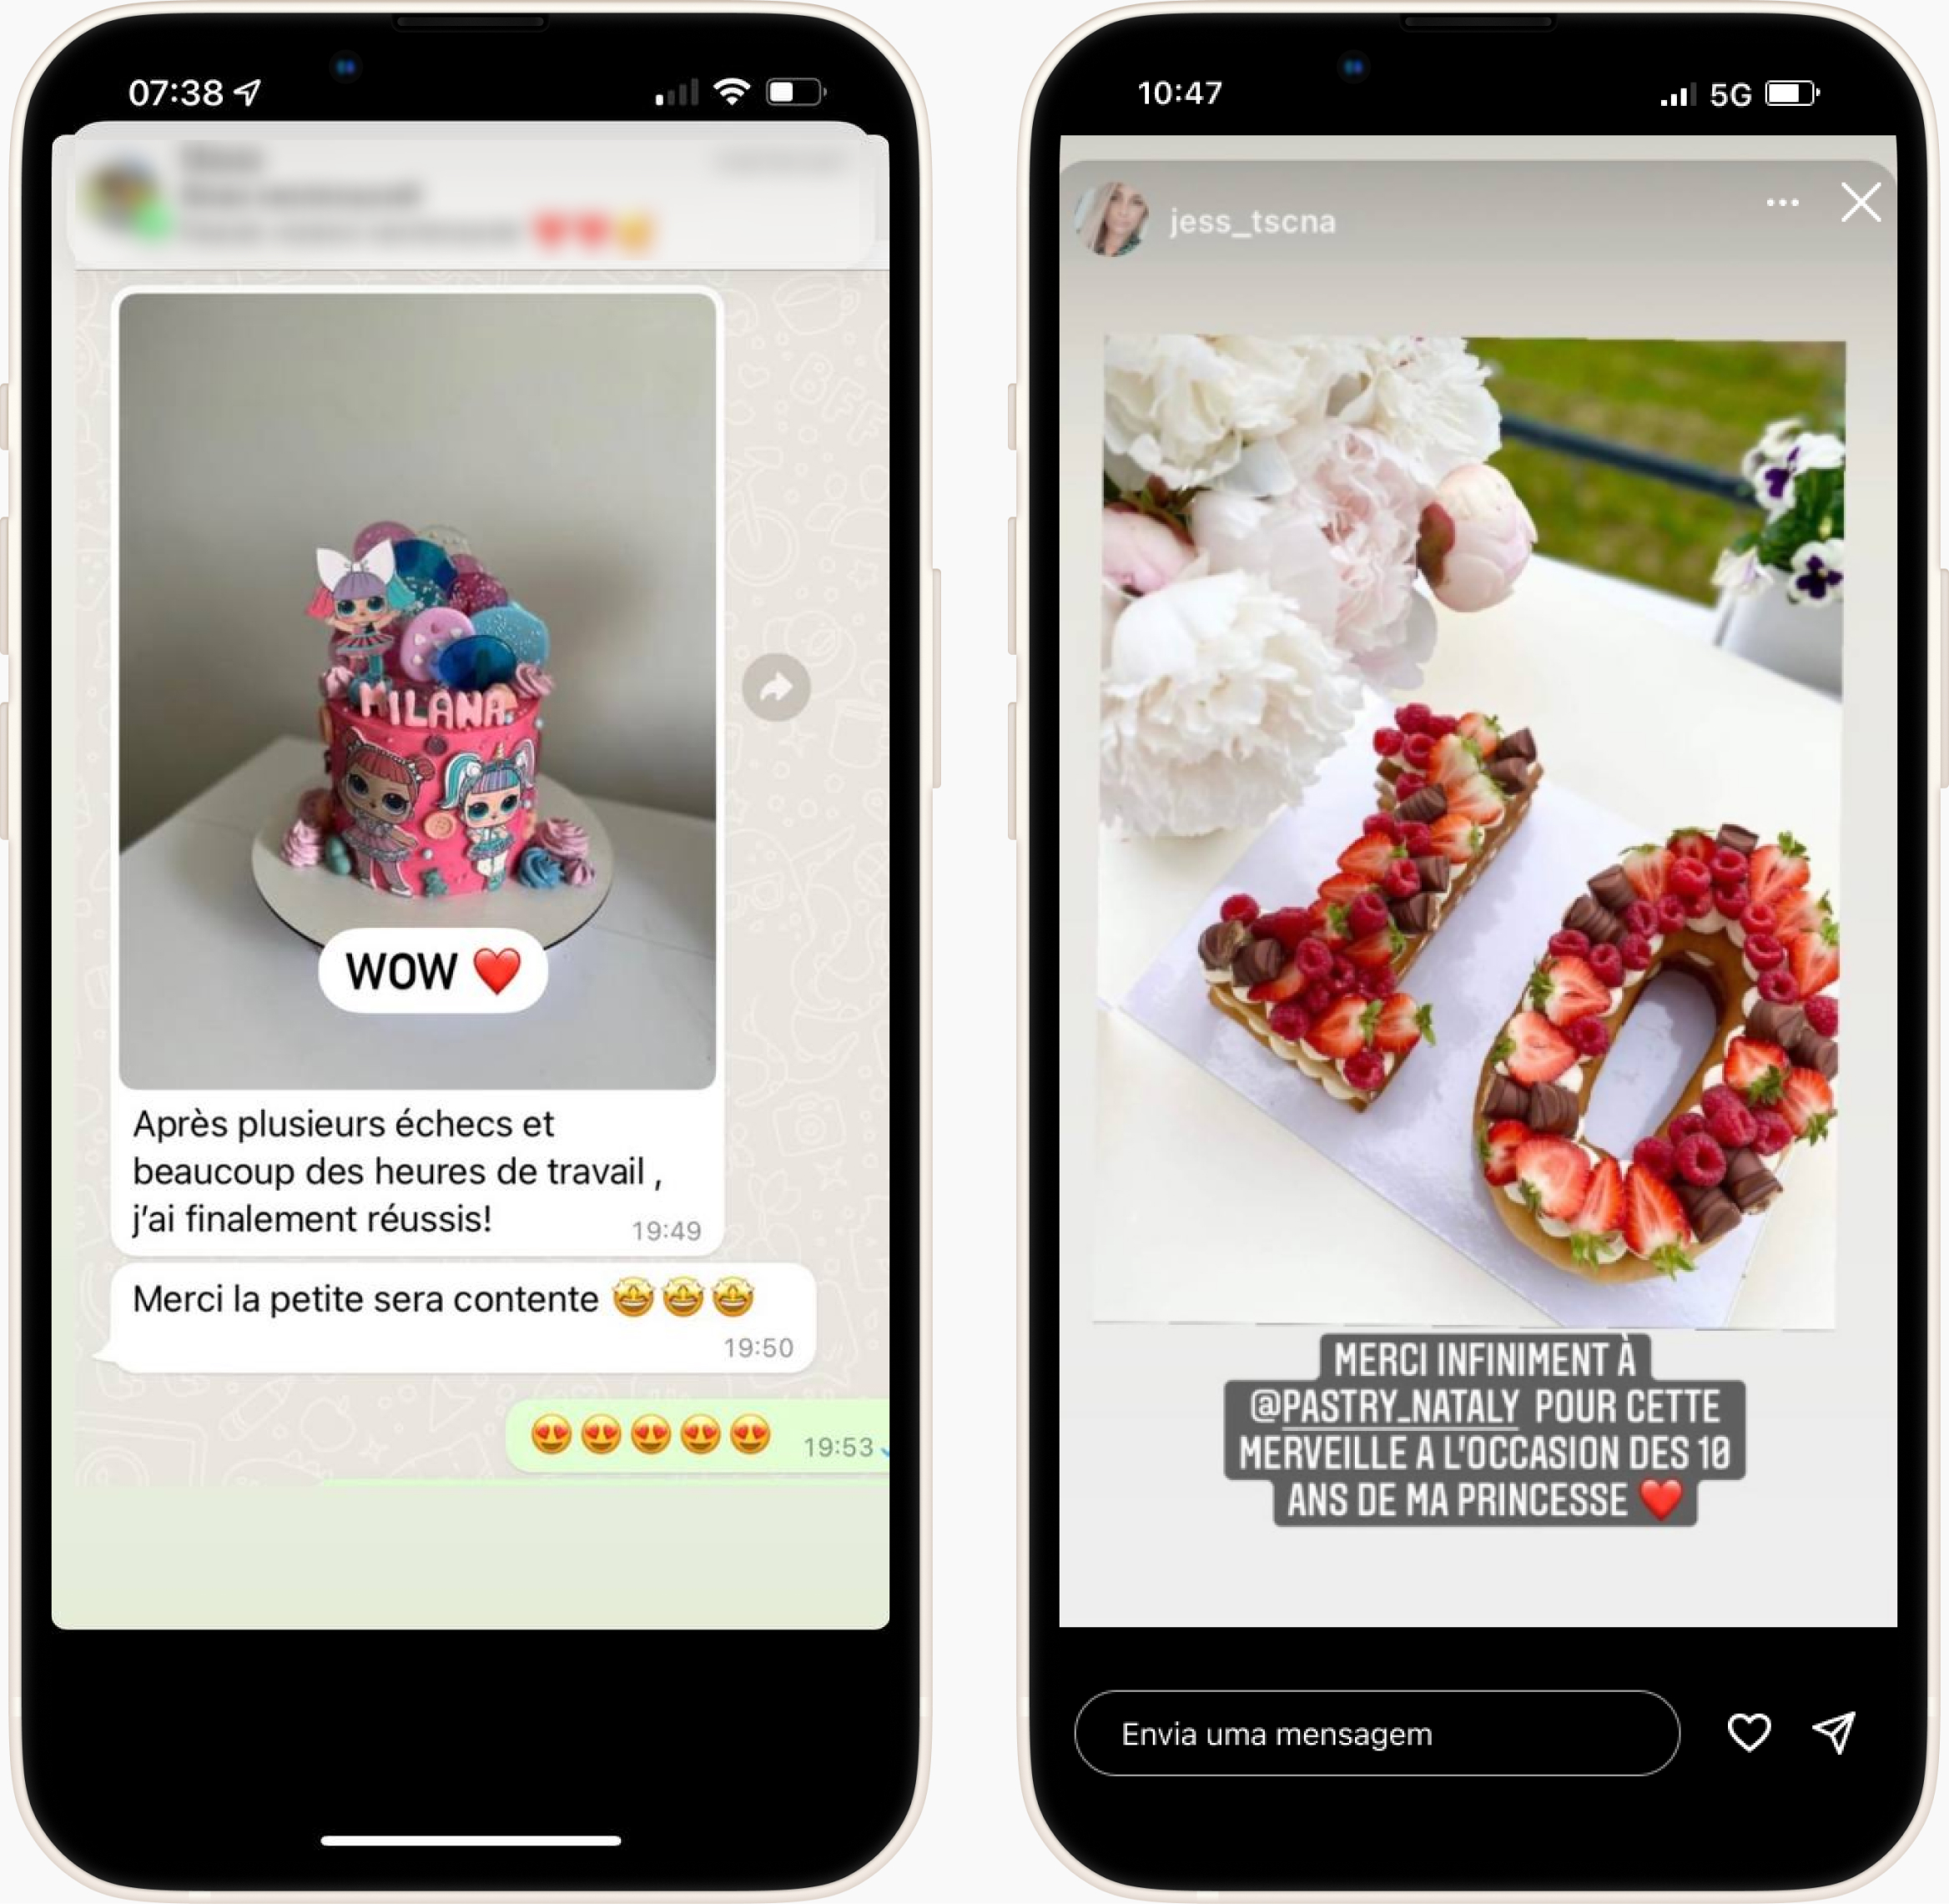 07:38
MILANA
WOW ❤️
Après plusieurs échecs et
beaucoup des heures de travail ,
j'ai finalement réussis!
19:49
Merci la petite sera contente 🤩🤩🤩
19:50
😍😍😍😍😍 19:53
10:47
5G
jess_tscna
MERCI INFINIMENT À
@PASTRY_NATALY POUR CETTE
MERVEILLE A L'OCCASION DES 10
ANS DE MA PRINCESSE ❤️
Envia uma mensagem